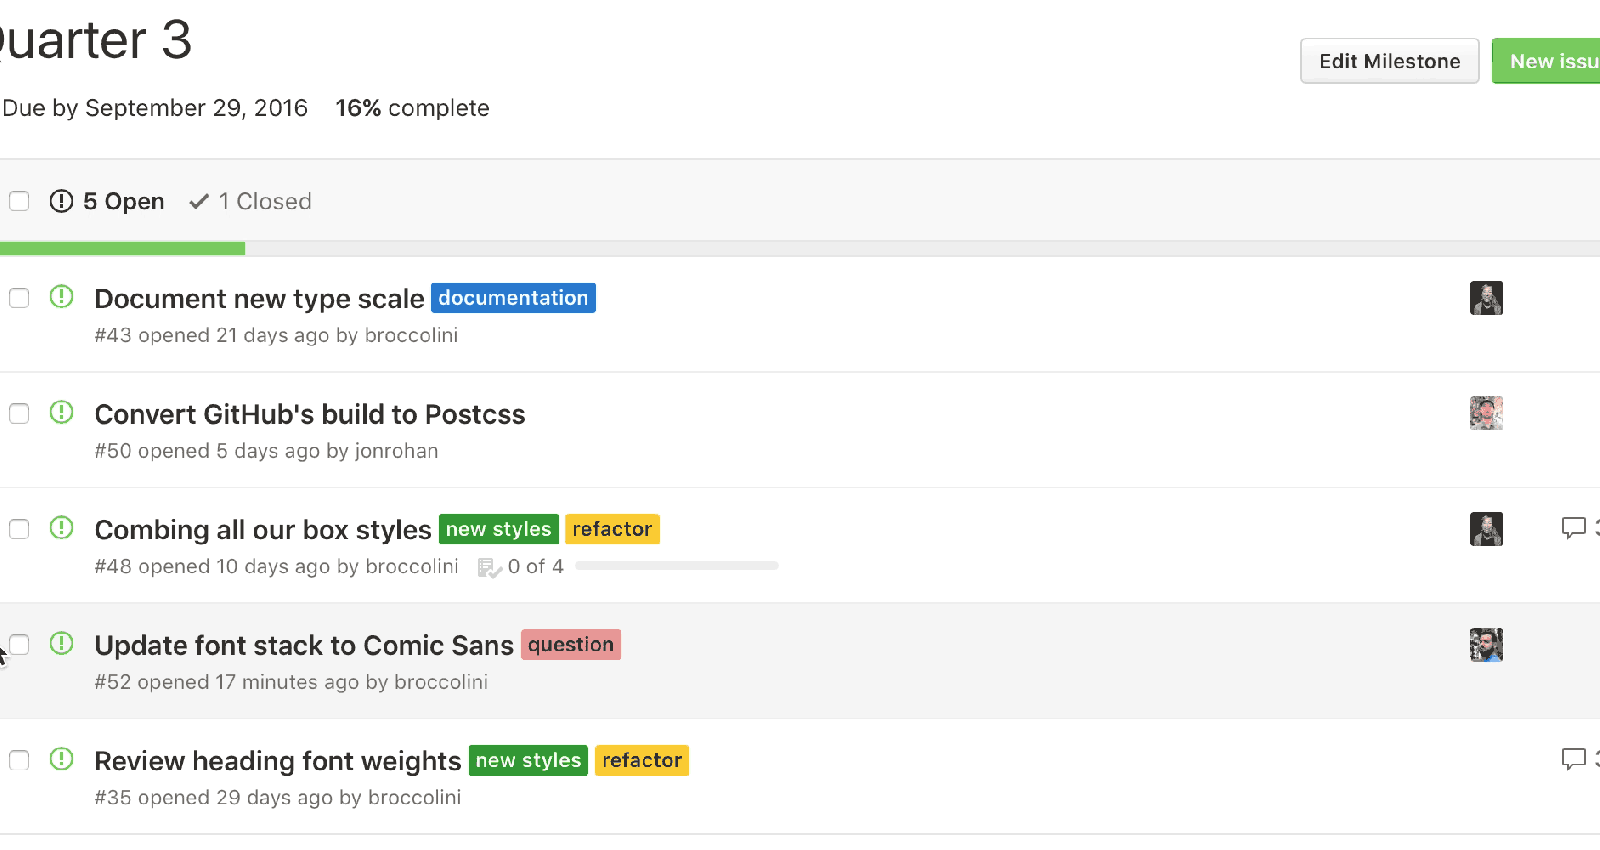 Quarter 3
Edit Milestone
New issu
Due by September 29, 2016 16% complete
5 Open 1 Closed
Document new type scale documentation
#43 opened 21 days ago by broccolini
Convert GitHub's build to Postcss
#50 opened 5 days ago by jonrohan
Combing all our box styles new styles refactor
#48 opened 10 days ago by broccolini 0 of 4
Update font stack to Comic Sans question
#52 opened 17 minutes ago by broccolini
Review heading font weights new styles refactor
#35 opened 29 days ago by broccolini